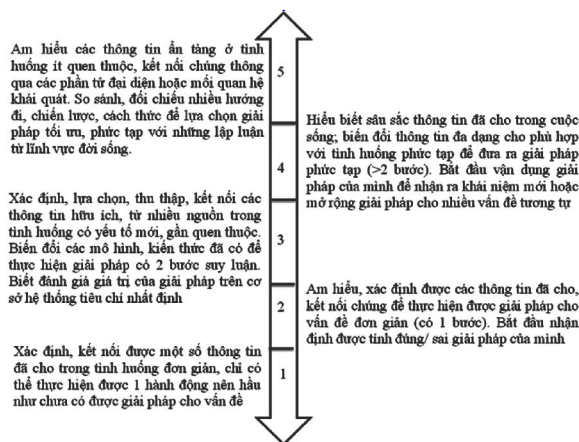 Am hiểu các thông tin ẩn tàng ở tình
huống ít quen thuộc, kết nối chúng thông
qua các phần tử đại diện hoặc mối quan hệ
khái quát. So sánh, đối chiếu nhiều hướng
đi, chiến lược, cách thức để lựa chọn giải
pháp tối ưu, phức tạp với những lập luận
từ lĩnh vực đời sống.
5
Hiểu biết sâu sắc thông tin đã cho trong cuộc
sống; biến đổi thông tin đa dạng cho phù hợp
với tình huống phức tạp để đưa ra giải pháp
phức tạp (>2 bước). Bắt đầu vận dụng giải
pháp của mình để nhận ra khái niệm mới hoặc
mở rộng giải pháp cho nhiều vấn đề tương tự
4
Xác định, lựa chọn, thu thập, kết nối các
thông tin hữu ích, từ nhiều nguồn trong
tình huống có yếu tố mới, gần quen thuộc.
Biến đổi các mô hình, kiến thức đã có để
thực hiện giải pháp có 2 bước suy luận.
Biết đánh giá giá trị của giải pháp trên cơ
sở hệ thống tiêu chí nhất định
3
Am hiểu, xác định được các thông tin đã cho,
kết nối chúng để thực hiện được giải pháp cho
vấn đề đơn giản (có 1 bước). Bắt đầu nhận
định được tính đúng/ sai giải pháp của mình
2
Xác định, kết nối được một số thông tin
đã cho trong tình huống đơn giản, chỉ có
thể thực hiện được 1 hành động nên hầu
như chưa có được giải pháp cho vấn đề
1